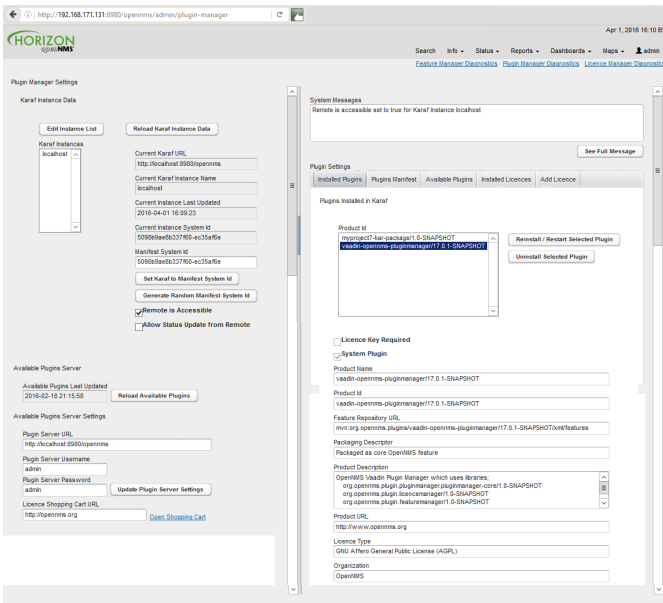 http://192.168.171.131:8980/opennms/admin/plugin-manager
Apr 1, 2016 16:10 B
HORIZON
openNMS
Search Info Status Reports Dashboards Maps admin
Feature Manager Diagnostics Plugin Manager Diagnostics Licence Manager Diagnostic
Plugin Manager Settings
Karaf Instance Data
Edit Instance List
Reload Karaf Instance Data
Karaf Instances
localhost
Current Karaf URL
http://localhost:8980/opennms
Current Karaf Instance Name
localhost
Current Instance Last Updated
2016-04-01 16:09:23
Current Instance System Id
5098b9ae8b337f60-ec35af6e
Manifest System Id
5098b9ae8b337f60-ec35af6e
Set Karaf to Manifest System Id
Generate Random Manifest System Id
Remote is Accessible
Allow Status Update from Remote
Available Plugins Server
Available Pugins Last Updated
2016-02-18 21:15:58
Reload Available Plugins
Available Plugins Server Settings
Plugin Server URL
http://localhost:8980/opennms
Plugin Server Username
admin
Plugin Server Password
admin
Update Plugin Server Settings
Licence Shopping Cart URL
http://opennms.org
Open Shopping Cart
System Messages
Remote is accessible set to true for Karaf Instance localhost
See Full Message
Plugin Settings
Installed Plugins Plugins Manifest Available Plugins Installed Licences Add Licence
Plugins Installed in Karaf
Product Id
myproject7-kar-package/1.0-SNAPSHOT
vaadin-opennms-pluginmanager/17.0.1-SNAPSHOT
Reinstall / Restart Selected Plugin
Uninstall Selected Plugin
Licence Key Required
System Plugin
Product Name
vaadin-opennms-pluginmanager/17.0.1-SNAPSHOT
Product Id
vaadin-opennms-pluginmanager/17.0.1-SNAPSHOT
Feature Repository URL
mvn:org.opennms.plugins/vaadin-opennms-pluginmanager/17.0.1-SNAPSHOT/xml/features
Packaging Descriptor
Packaged as core OpenNMS feature
Product Description
OpenNMS Vaadin Plugin Manager which uses libraries;
org.opennms.plugin.pluginmanager.pluginmanager-core/1.0-SNAPSHOT
org.opennms.plugin.licencemanager/1.0-SNAPSHOT
org.opennms.plugin.featuremanager/1.0-SNAPSHOT
Product URL
http://www.opennms.org
Licence Type
GNU Affero General Public License (AGPL)
Organization
OpenNMS